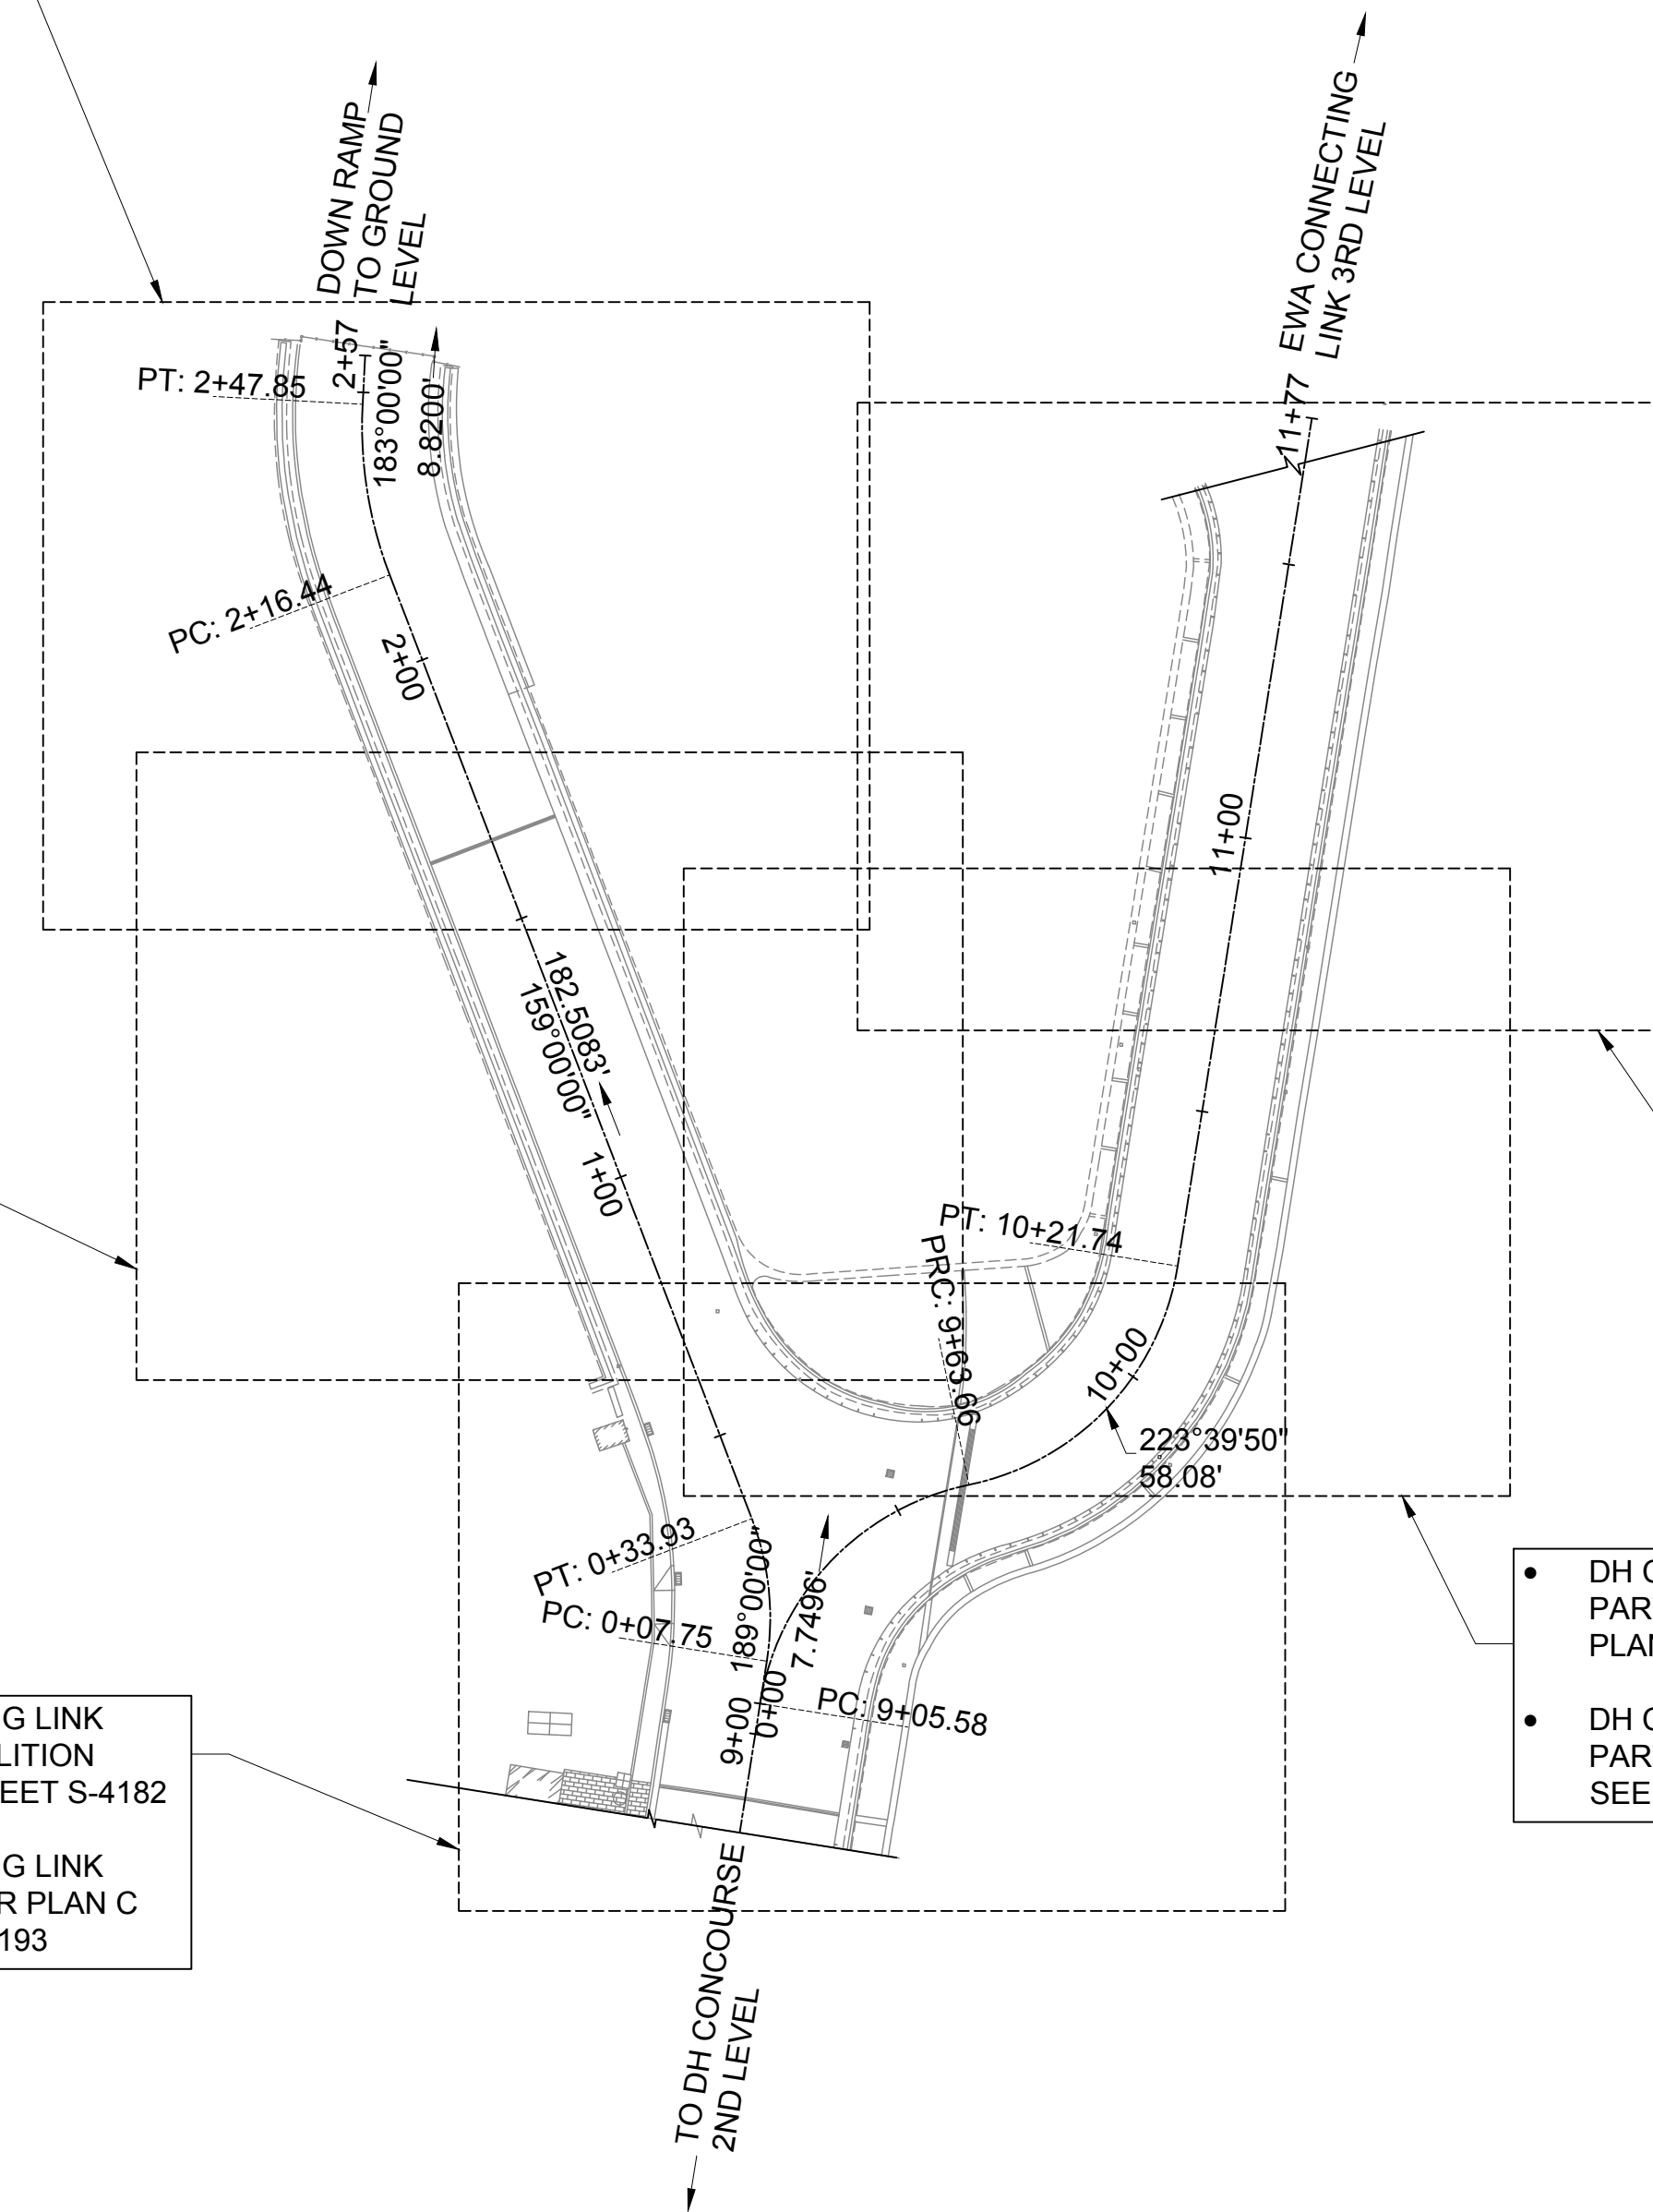 DOWN RAMP
TO GROUND
LEVEL
EWA CONNECTING
LINK 3RD LEVEL
2+57
PT: 2+47.85
183°00'00"
8.8200'
11+77
PC: 2+16.44
2+00
11+00
182.5083'
159°00'00"
1+00
PT: 10+21.74
PRC: 9+63.66
10+00
223°39'50"
58.08'
PT: 0+33.93
PC: 0+07.75
189°00'00"
7.7496'
9+00
0+00
PC: 9+05.58
• DH
PLAN
• DH
SEE
G LINK
LITION
EET S-4182
G LINK
R PLAN C
193
TO DH CONCOURSE
2ND LEVEL